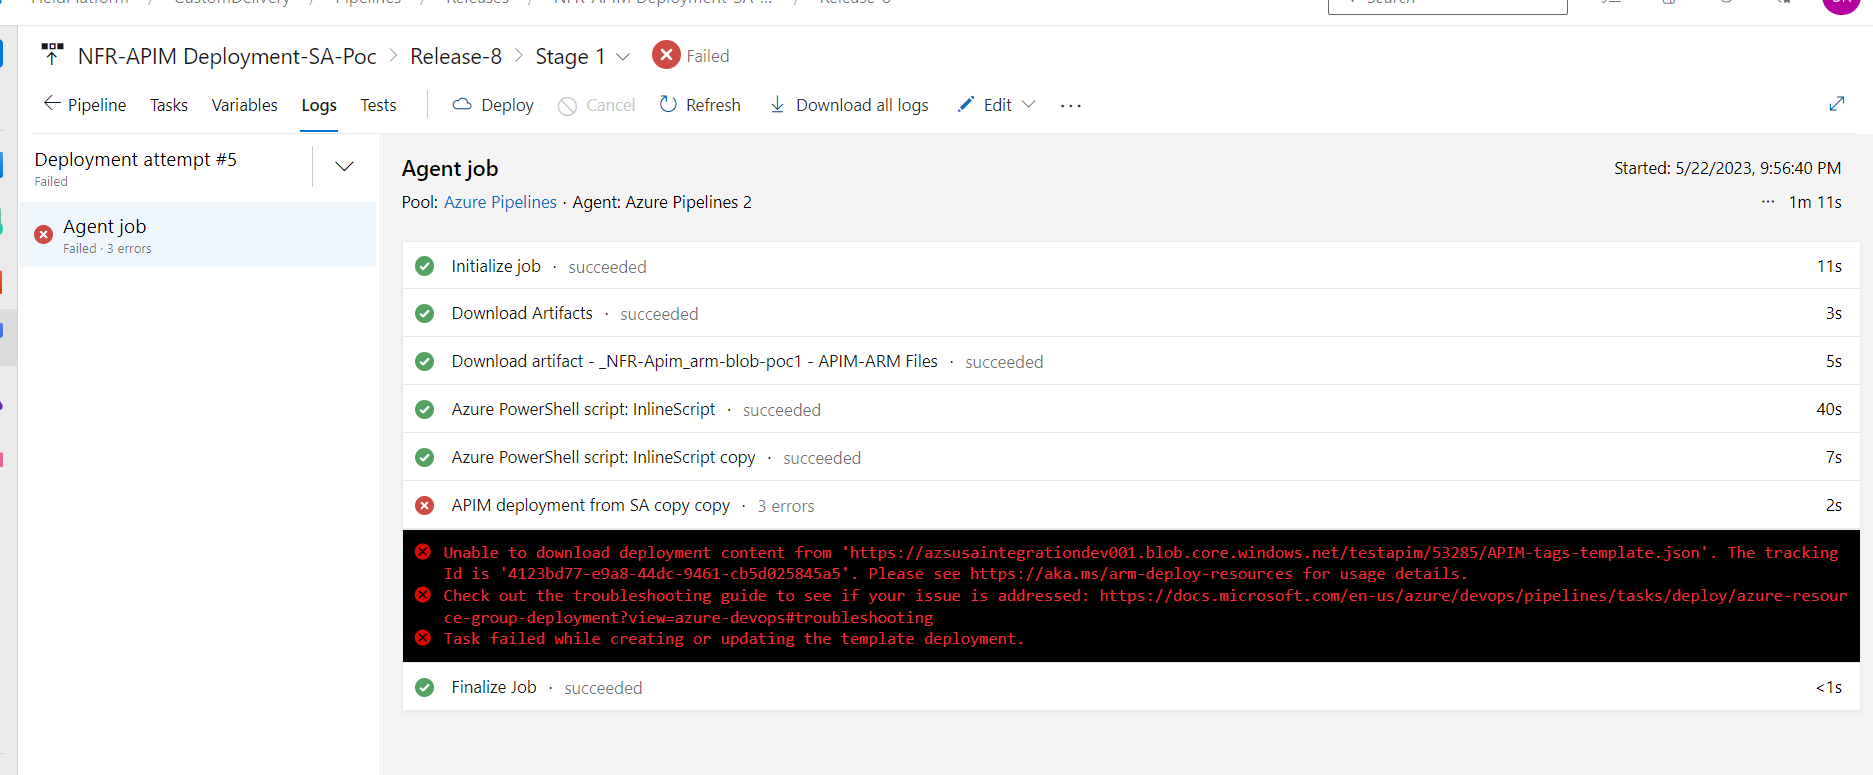 NFR-APIM Deployment-SA-Poc > Release-8 > Stage 1 Failed
Pipeline Tasks Variables Logs Tests Deploy Cancel Refresh Download all logs Edit ...
Deployment attempt #5
Failed
Agent job
Failed · 3 errors
Agent job
Started: 5/22/2023, 9:56:40 PM
Pool: Azure Pipelines · Agent: Azure Pipelines 2
... 1m 11s
Initialize job · succeeded 11s
Download Artifacts · succeeded 3s
Download artifact - _NFR-Apim_arm-blob-poc1 - APIM-ARM Files · succeeded 5s
Azure PowerShell script: InlineScript · succeeded 40s
Azure PowerShell script: InlineScript copy · succeeded 7s
APIM deployment from SA copy copy · 3 errors 2s
Unable to download deployment content from 'https://azsusaintegrationdev001.blob.core.windows.net/testapim/53285/APIM-tags-template.json'. The tracking
Id is '4123bd77-e9a8-44dc-9461-cb5d025845a5'. Please see https://aka.ms/arm-deploy-resources for usage details.
Check out the troubleshooting guide to see if your issue is addressed: https://docs.microsoft.com/en-us/azure/devops/pipelines/tasks/deploy/azure-resour
ce-group-deployment?view=azure-devops#troubleshooting
Task failed while creating or updating the template deployment.
Finalize Job · succeeded <1s